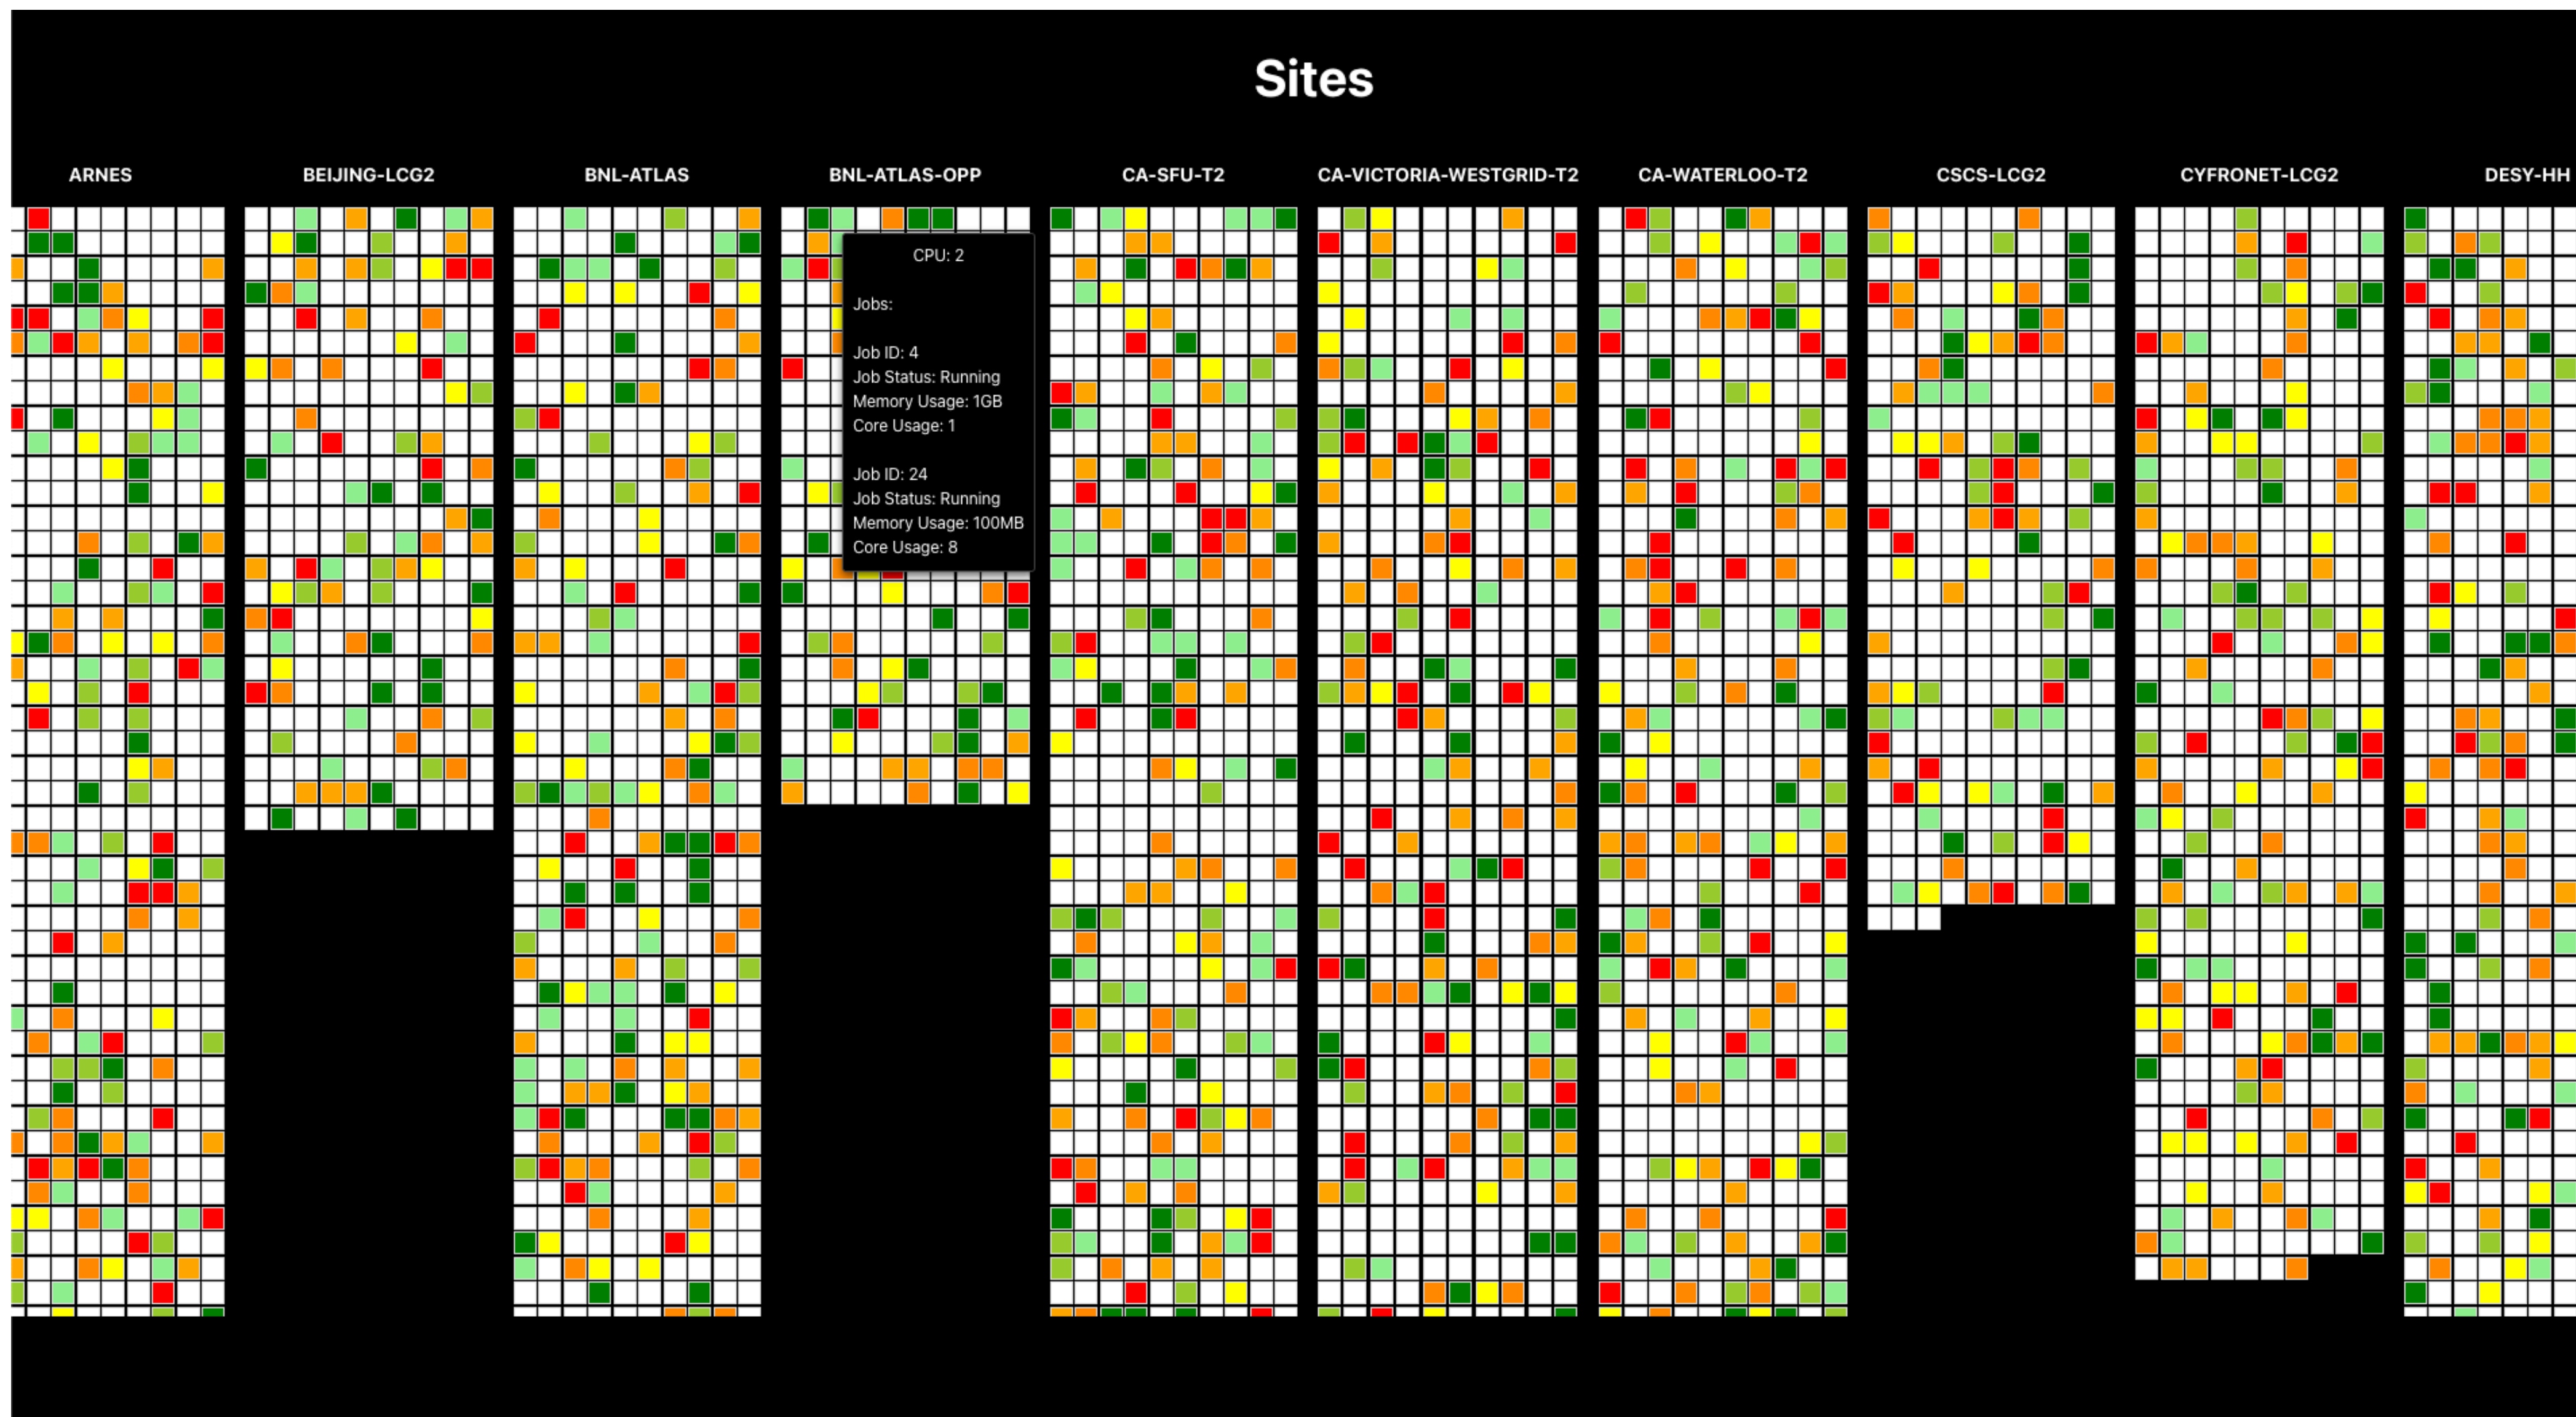 Sites
ARNES
BEIJING-LCG2
BNL-ATLAS
BNL-ATLAS-OPP
CA-SFU-T2
CA-VICTORIA-WESTGRID-T2
CA-WATERLOO-T2
CSCS-LCG2
CYFRONET-LCG2
DESY-HH
CPU: 2
Jobs:
Job ID: 4
Job Status: Running
Memory Usage: 1GB
Core Usage: 1
Job ID: 24
Job Status: Running
Memory Usage: 100MB
Core Usage: 8